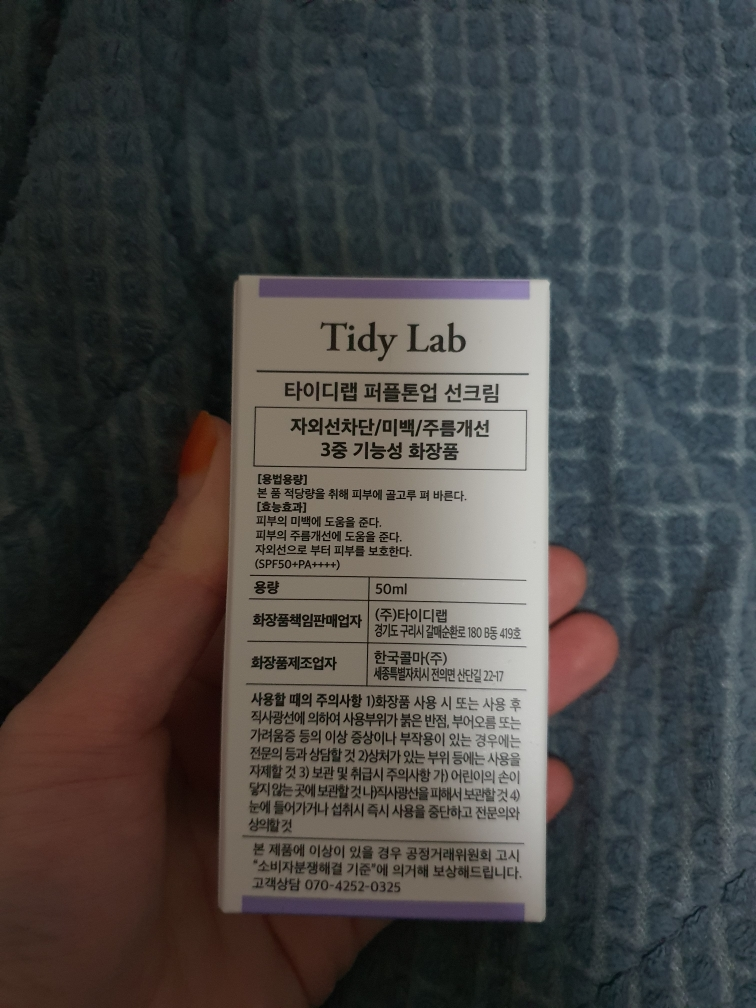 Tidy Lab
타이디랩 퍼플톤업 선크림
자외선차단/미백/주름개선
3중 기능성 화장품
[용법용량]
본 품 적당량을 취해 피부에 골고루 펴 바른다.
[효능효과]
피부의 미백에 도움을 준다.
피부의 주름개선에 도움을 준다.
자외선으로 부터 피부를 보호한다.
(SPF50+PA++++)
용량 50ml
화장품책임판매업자 (주)타이디랩
경기도 구리시 갈매순환로 180 B동 419호
화장품제조업자 한국콜마(주)
세종특별자치시 전의면 산단길 22-17
사용할 때의 주의사항 1)화장품 사용 시 또는 사용 후
직사광선에 의하여 사용부위가 붉은 반점, 부어오름 또는
가려움증 등의 이상 증상이나 부작용이 있는 경우에는
전문의 등과 상담할 것 2)상처가 있는 부위 등에는 사용을
자제할 것 3) 보관 및 취급시 주의사항 가) 어린이의 손이
닿지 않는 곳에 보관할 것 나)직사광선을 피해서 보관할 것 4)
눈에 들어가거나 섭취시 즉시 사용을 중단하고 전문의와
상의할 것
본 제품에 이상이 있을 경우 공정거래위원회 고시
"소비자분쟁해결 기준"에 의거해 보상해드립니다.
고객상담 070-4252-0325